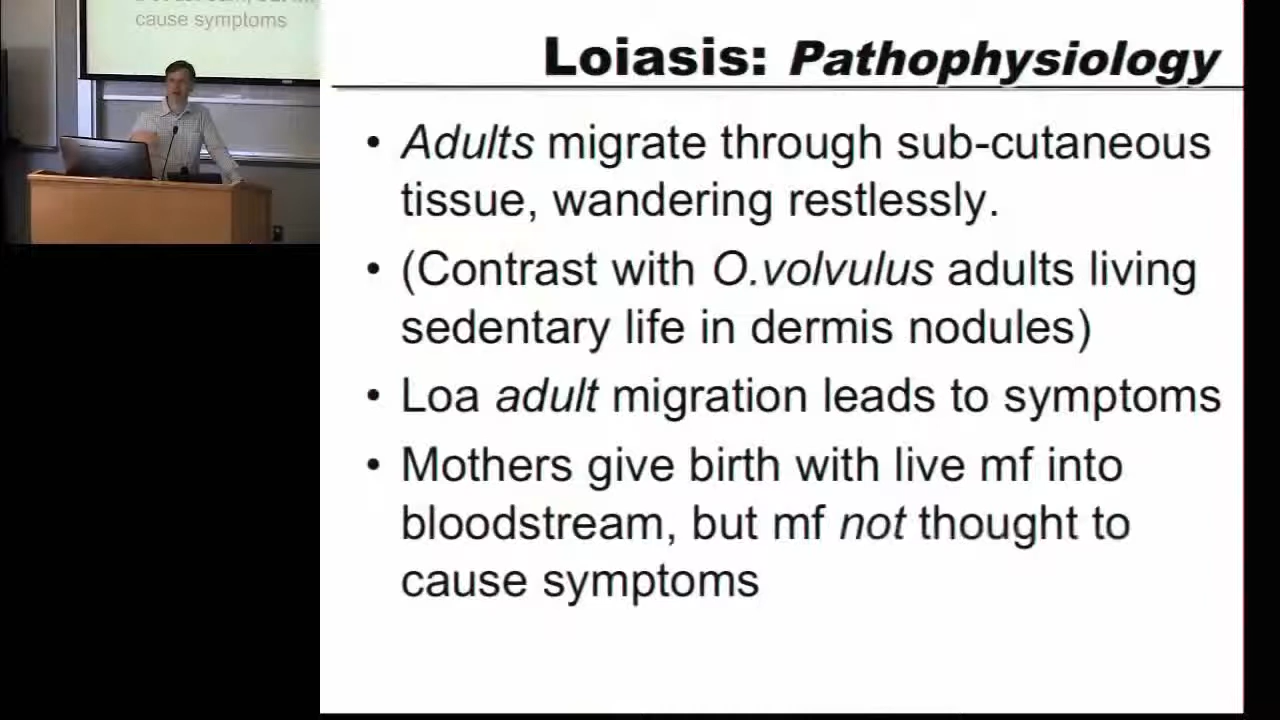 cause symptoms
Loiasis: Pathophysiology
• Adults migrate through sub-cutaneous
tissue, wandering restlessly.
• (Contrast with O.volvulus adults living
sedentary life in dermis nodules)
• Loa adult migration leads to symptoms
• Mothers give birth with live mf into
bloodstream, but mf not thought to
cause symptoms